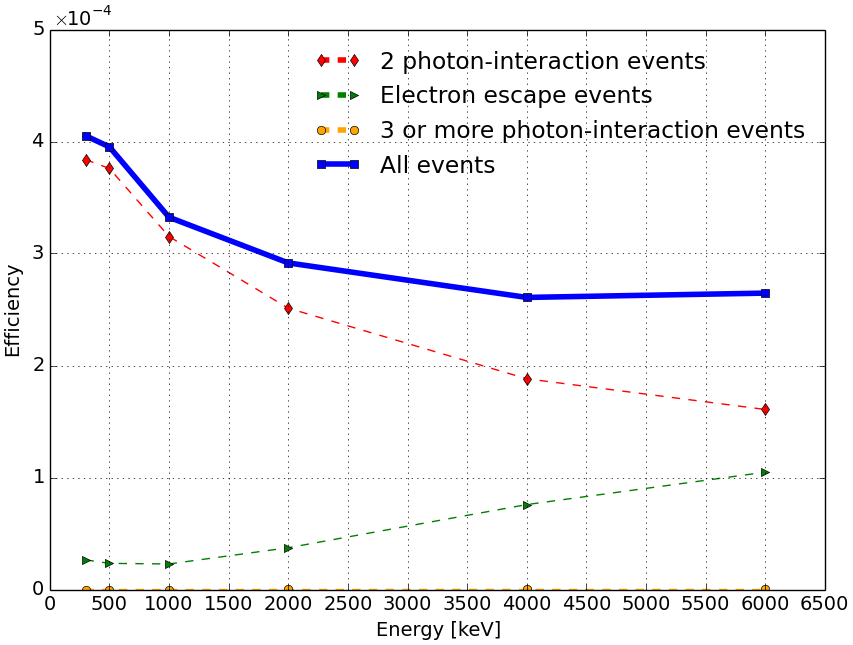 ×10⁻⁴
5
4
3
2
1
0
Efficiency
2 photon-interaction events
Electron escape events
3 or more photon-interaction events
All events
0 500 1000 1500 2000 2500 3000 3500 4000 4500 5000 5500 6000 6500
Energy [keV]